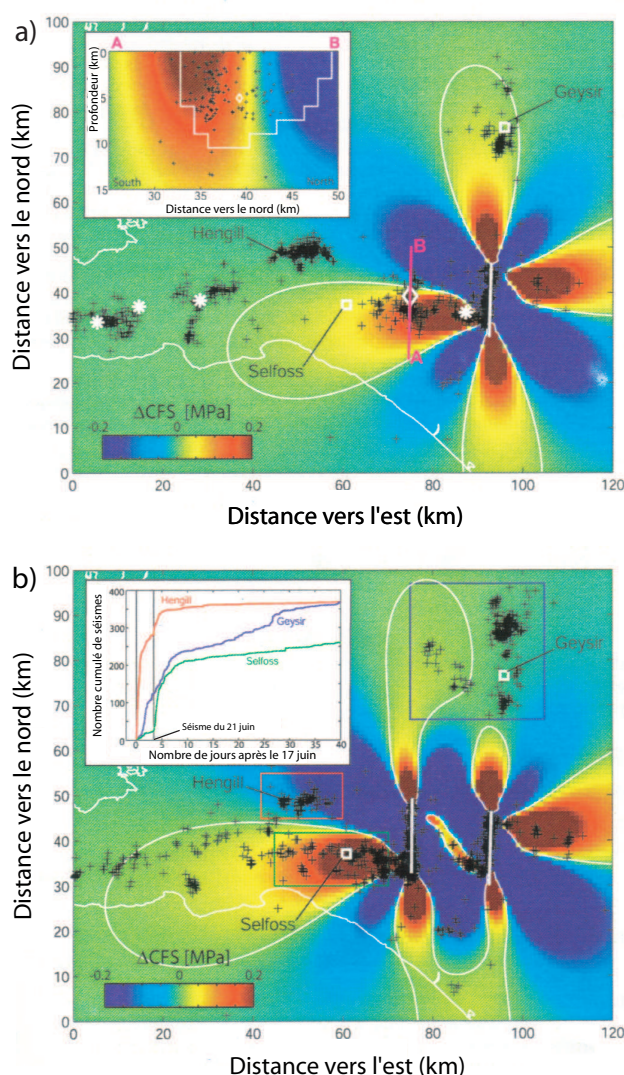 a)
A
B
Profondeur (km)
0
5
10
15
South
30
35
40
45
50
Distance vers le nord (km)
Hengill
Geysir
B
A
Selfoss
ΔCFS [MPa]
-0.2
0
0.2
100
90
80
70
60
50
40
30
20
10
0
Distance vers le nord (km)
0
20
40
60
80
100
120
Distance vers l'est (km)
b)
400
300
200
100
0
Nombre cumulé de séismes
Hengill
Geysir
Selfoss
Séisme du 21 juin
0
5
10
15
20
25
30
35
40
Nombre de jours après le 17 juin
Geysir
Hengill
Selfoss
ΔCFS [MPa]
-0.2
0
0.2
100
90
80
70
60
50
40
30
20
10
0
Distance vers le nord (km)
0
20
40
60
80
100
120
Distance vers l'est (km)